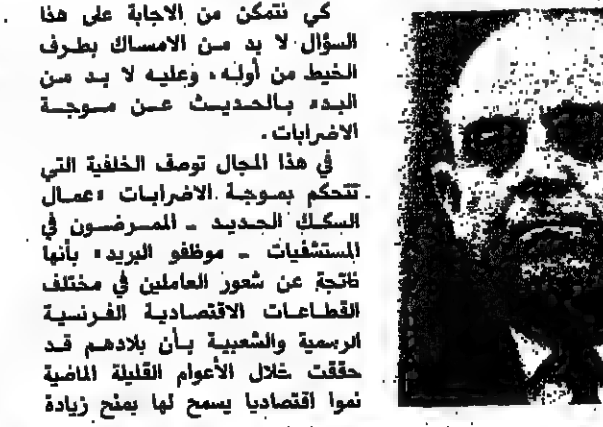 كي نتمكن من الاجابة على هذا
السؤال لا بد من الامساك بطرف
الخيط من أوله، وعليه لا بد من
البدء بالحديث عن موجة
الاضرابات.
في هذا المجال توصف الخلفية التي
تتحكم بموجة الاضرابات «عمال
السكك الحديد ـ الممرضون في
المستشفيات ـ موظفو البريد» بأنها
ناتجة عن شعور العاملين في مختلف
القطاعات الاقتصادية الفرنسية
الرسمية والشعبية بأن بلادهم قد
حققت خلال الأعوام القليلة الماضية
نموا اقتصاديا يسمح لها بمنح زيادة